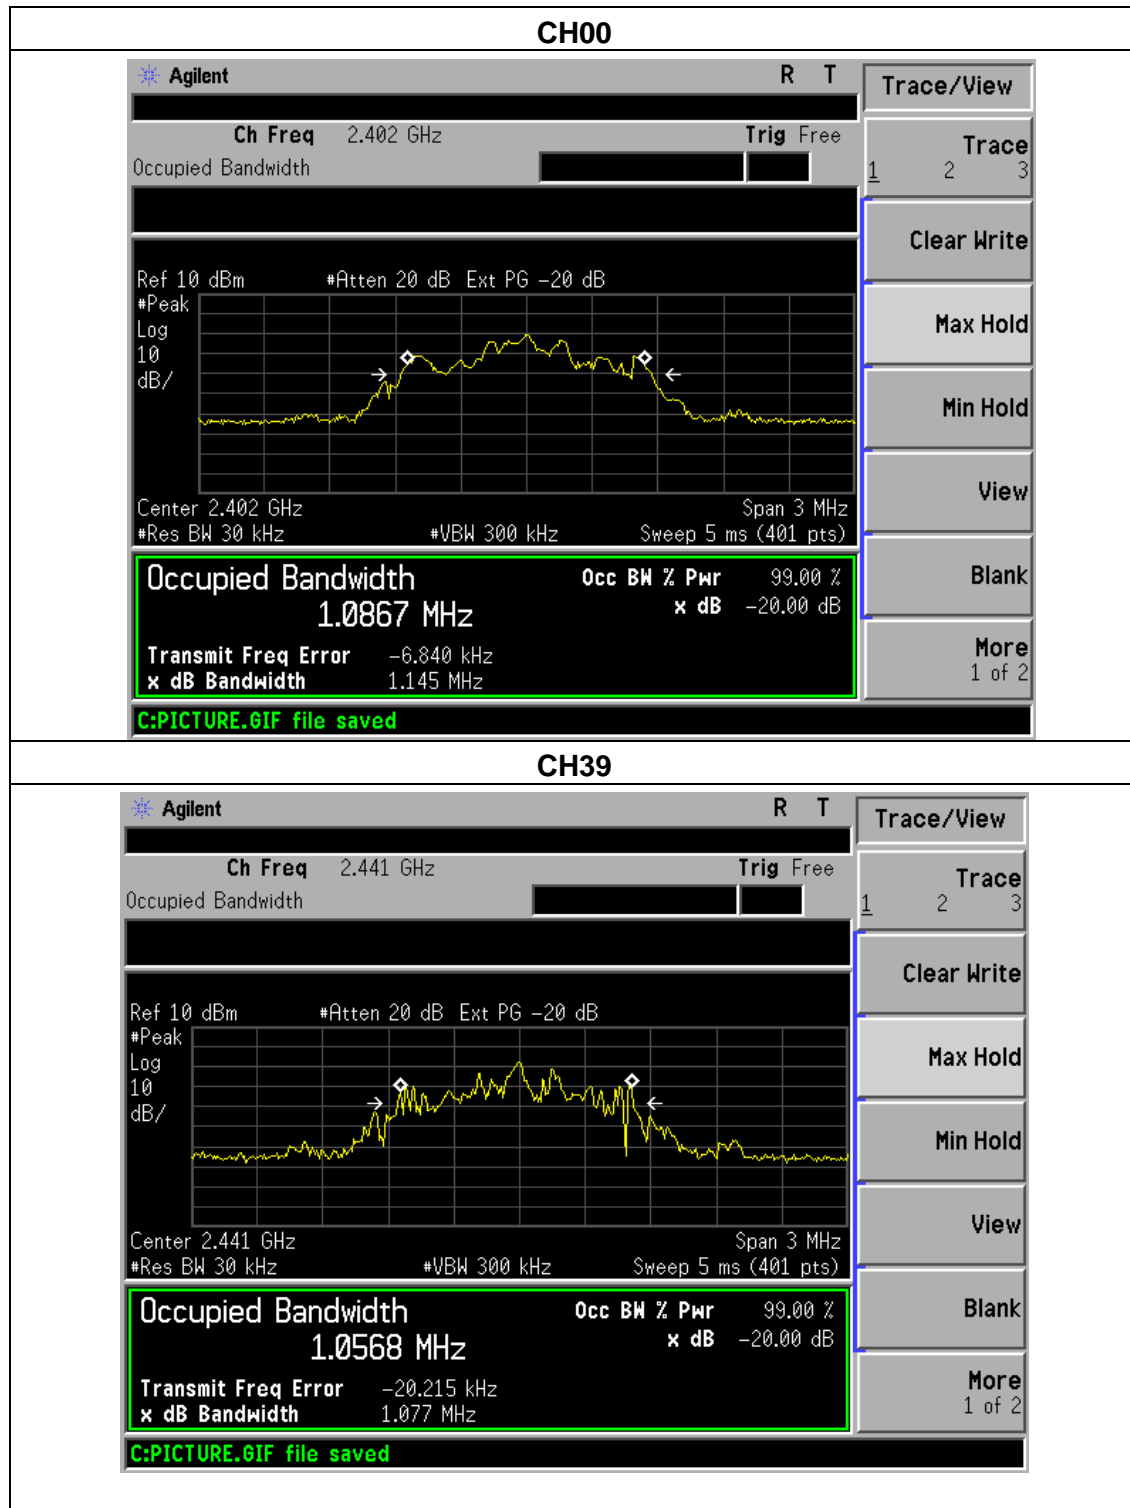 CH00
Agilent R T Trace/View
Ch Freq 2.402 GHz Trig Free
Occupied Bandwidth
Trace
1 2 3
Clear Write
Ref 10 dBm #Atten 20 dB Ext PG -20 dB
#Peak
Log
10
dB/
Max Hold
Min Hold
View
Center 2.402 GHz Span 3 MHz
#Res BW 30 kHz #VBW 300 kHz Sweep 5 ms (401 pts)
Occupied Bandwidth Occ BW % Pwr 99.00 %
1.0867 MHz x dB -20.00 dB
Blank
Transmit Freq Error -6.840 kHz
x dB Bandwidth 1.145 MHz
More
1 of 2
C:PICTURE.GIF file saved
CH39
Agilent R T Trace/View
Ch Freq 2.441 GHz Trig Free
Occupied Bandwidth
Trace
1 2 3
Clear Write
Ref 10 dBm #Atten 20 dB Ext PG -20 dB
#Peak
Log
10
dB/
Max Hold
Min Hold
View
Center 2.441 GHz Span 3 MHz
#Res BW 30 kHz #VBW 300 kHz Sweep 5 ms (401 pts)
Occupied Bandwidth Occ BW % Pwr 99.00 %
1.0568 MHz x dB -20.00 dB
Blank
Transmit Freq Error -20.215 kHz
x dB Bandwidth 1.077 MHz
More
1 of 2
C:PICTURE.GIF file saved